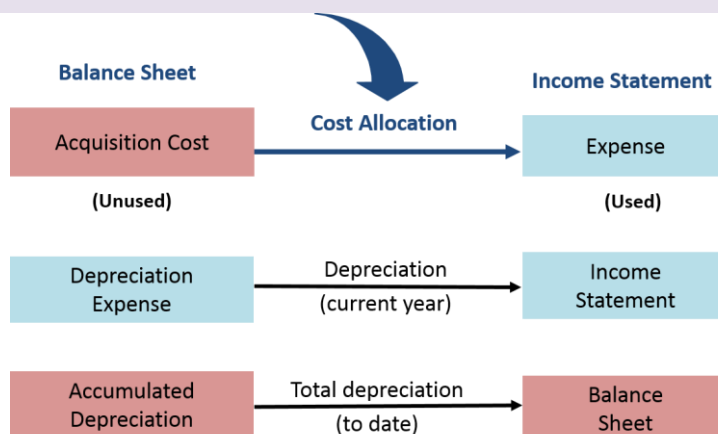 Balance Sheet
Income Statement
Cost Allocation
Acquisition Cost
Expense
(Unused)
(Used)
Depreciation
Expense
Depreciation
(current year)
Income
Statement
Accumulated
Depreciation
Total depreciation
(to date)
Balance
Sheet